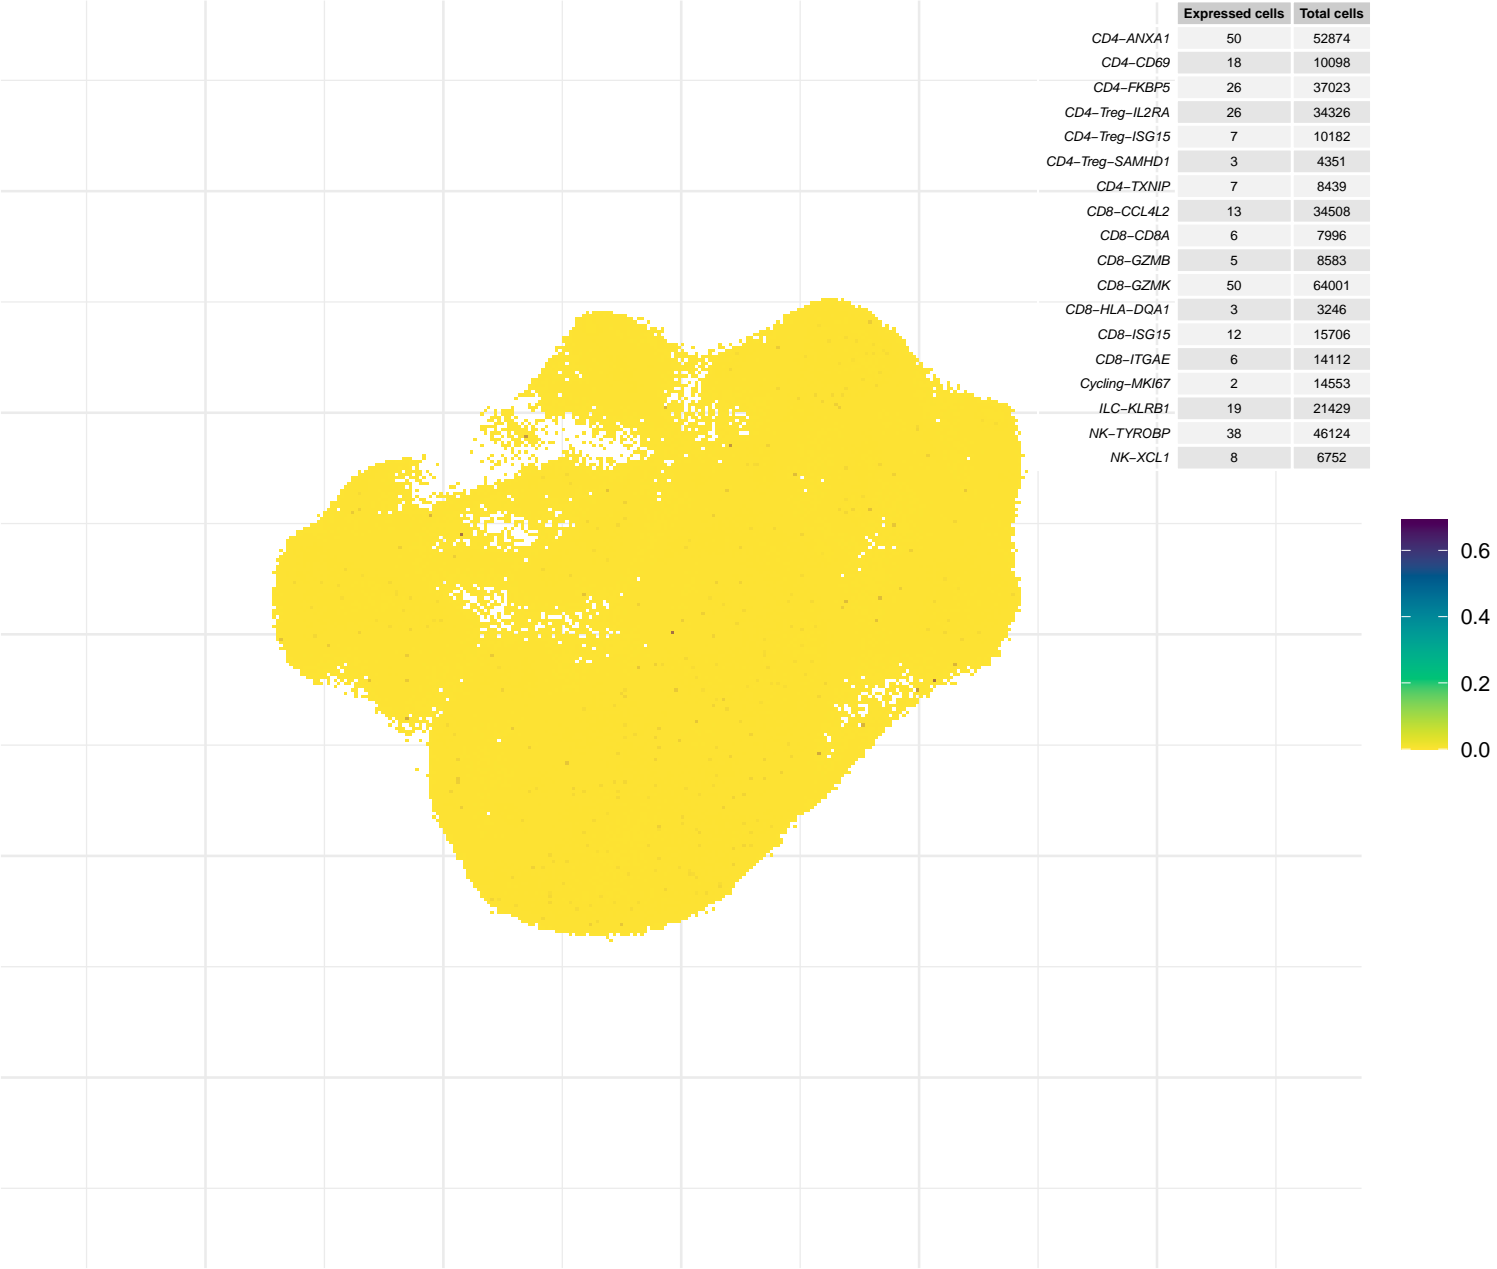 Expressed cells Total cells
CD4−ANXA1 50 52874
CD4−CD69 18 10098
CD4−FKBP5 26 37023
CD4−Treg−IL2RA 26 34326
CD4−Treg−ISG15 7 10182
CD4−Treg−SAMHD1 3 4351
CD4−TXNIP 7 8439
CD8−CCL4L2 13 34508
CD8−CD8A 6 7996
CD8−GZMB 5 8583
CD8−GZMK 50 64001
CD8−HLA−DQA1 3 3246
CD8−ISG15 12 15706
CD8−ITGAE 6 14112
Cycling−MKI67 2 14553
ILC−KLRB1 19 21429
NK−TYROBP 38 46124
NK−XCL1 8 6752
0.6
0.4
0.2
0.0